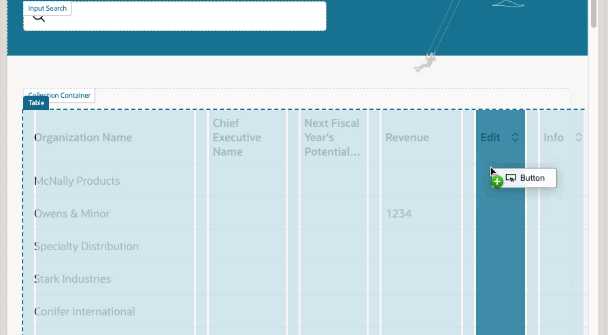 Input Search
Collection Container
Table
Organization Name
Chief
Executive
Name
Next Fiscal
Year's
Potential...
Revenue
Edit
Info
McNally Products
Button
Owens & Minor
1234
Specialty Distribution
Stark Industries
Conifer International